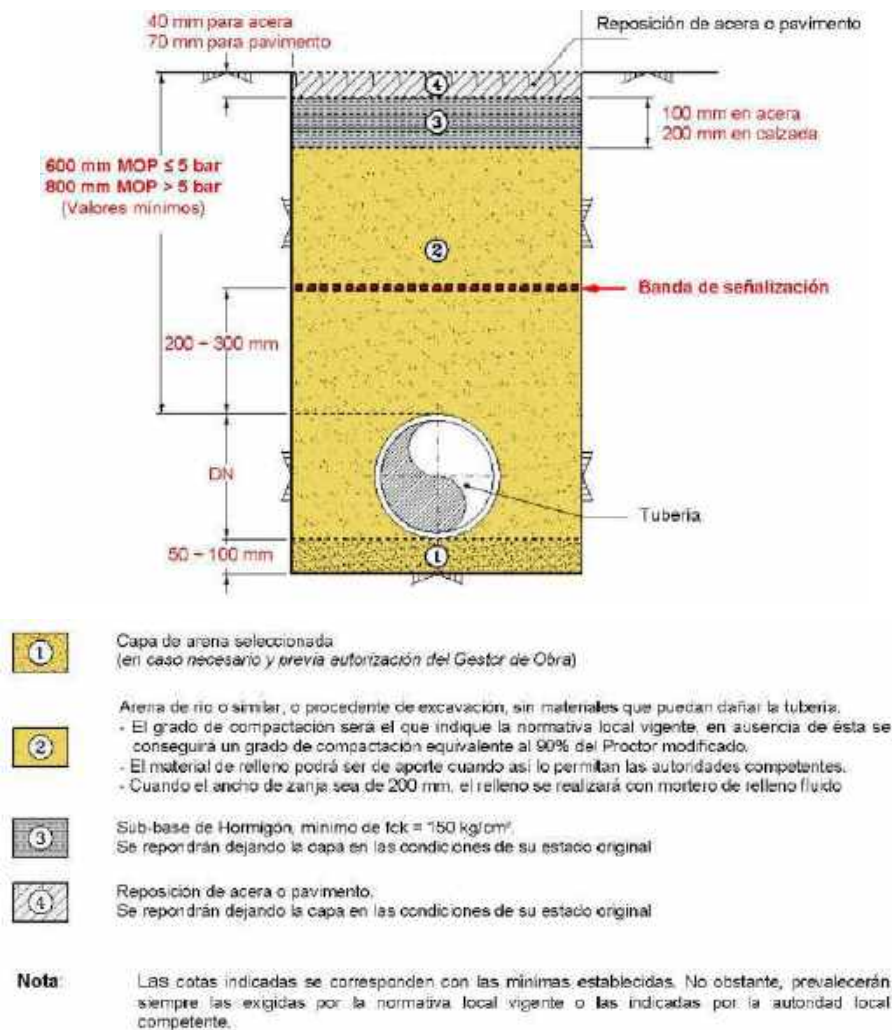 40 mm para acera
70 mm para pavimento
Reposición de acera o pavimento
4
3
100 mm en acera
200 mm en calzada
600 mm MOP ≤ 5 bar
800 mm MOP > 5 bar
(Valores mínimos)
2
Banda de señalización
200 ÷ 300 mm
DN
Tubería
50 ÷ 100 mm
1
1
Capa de arena seleccionada
(en caso necesario y previa autorización del Gestor de Obra)
2
Arena de río o similar, o procedente de excavación, sin materiales que puedan dañar la tubería.
- El grado de compactación será el que indique la normativa local vigente, en ausencia de ésta se
conseguirá un grado de compactación equivalente al 90% del Proctor modificado.
- El material de relleno podrá ser de aporte cuando así lo permitan las autoridades competentes.
- Cuando el ancho de zanja sea de 200 mm, el relleno se realizará con mortero de relleno fluido
3
Sub-base de Hormigón, mínimo de fck = 150 kg/cm².
Se repondrán dejando la capa en las condiciones de su estado original
4
Reposición de acera o pavimento.
Se repondrán dejando la capa en las condiciones de su estado original
Nota: Las cotas indicadas se corresponden con las mínimas establecidas. No obstante, prevalecerán
siempre las exigidas por la normativa local vigente o las indicadas por la autoridad local
competente.